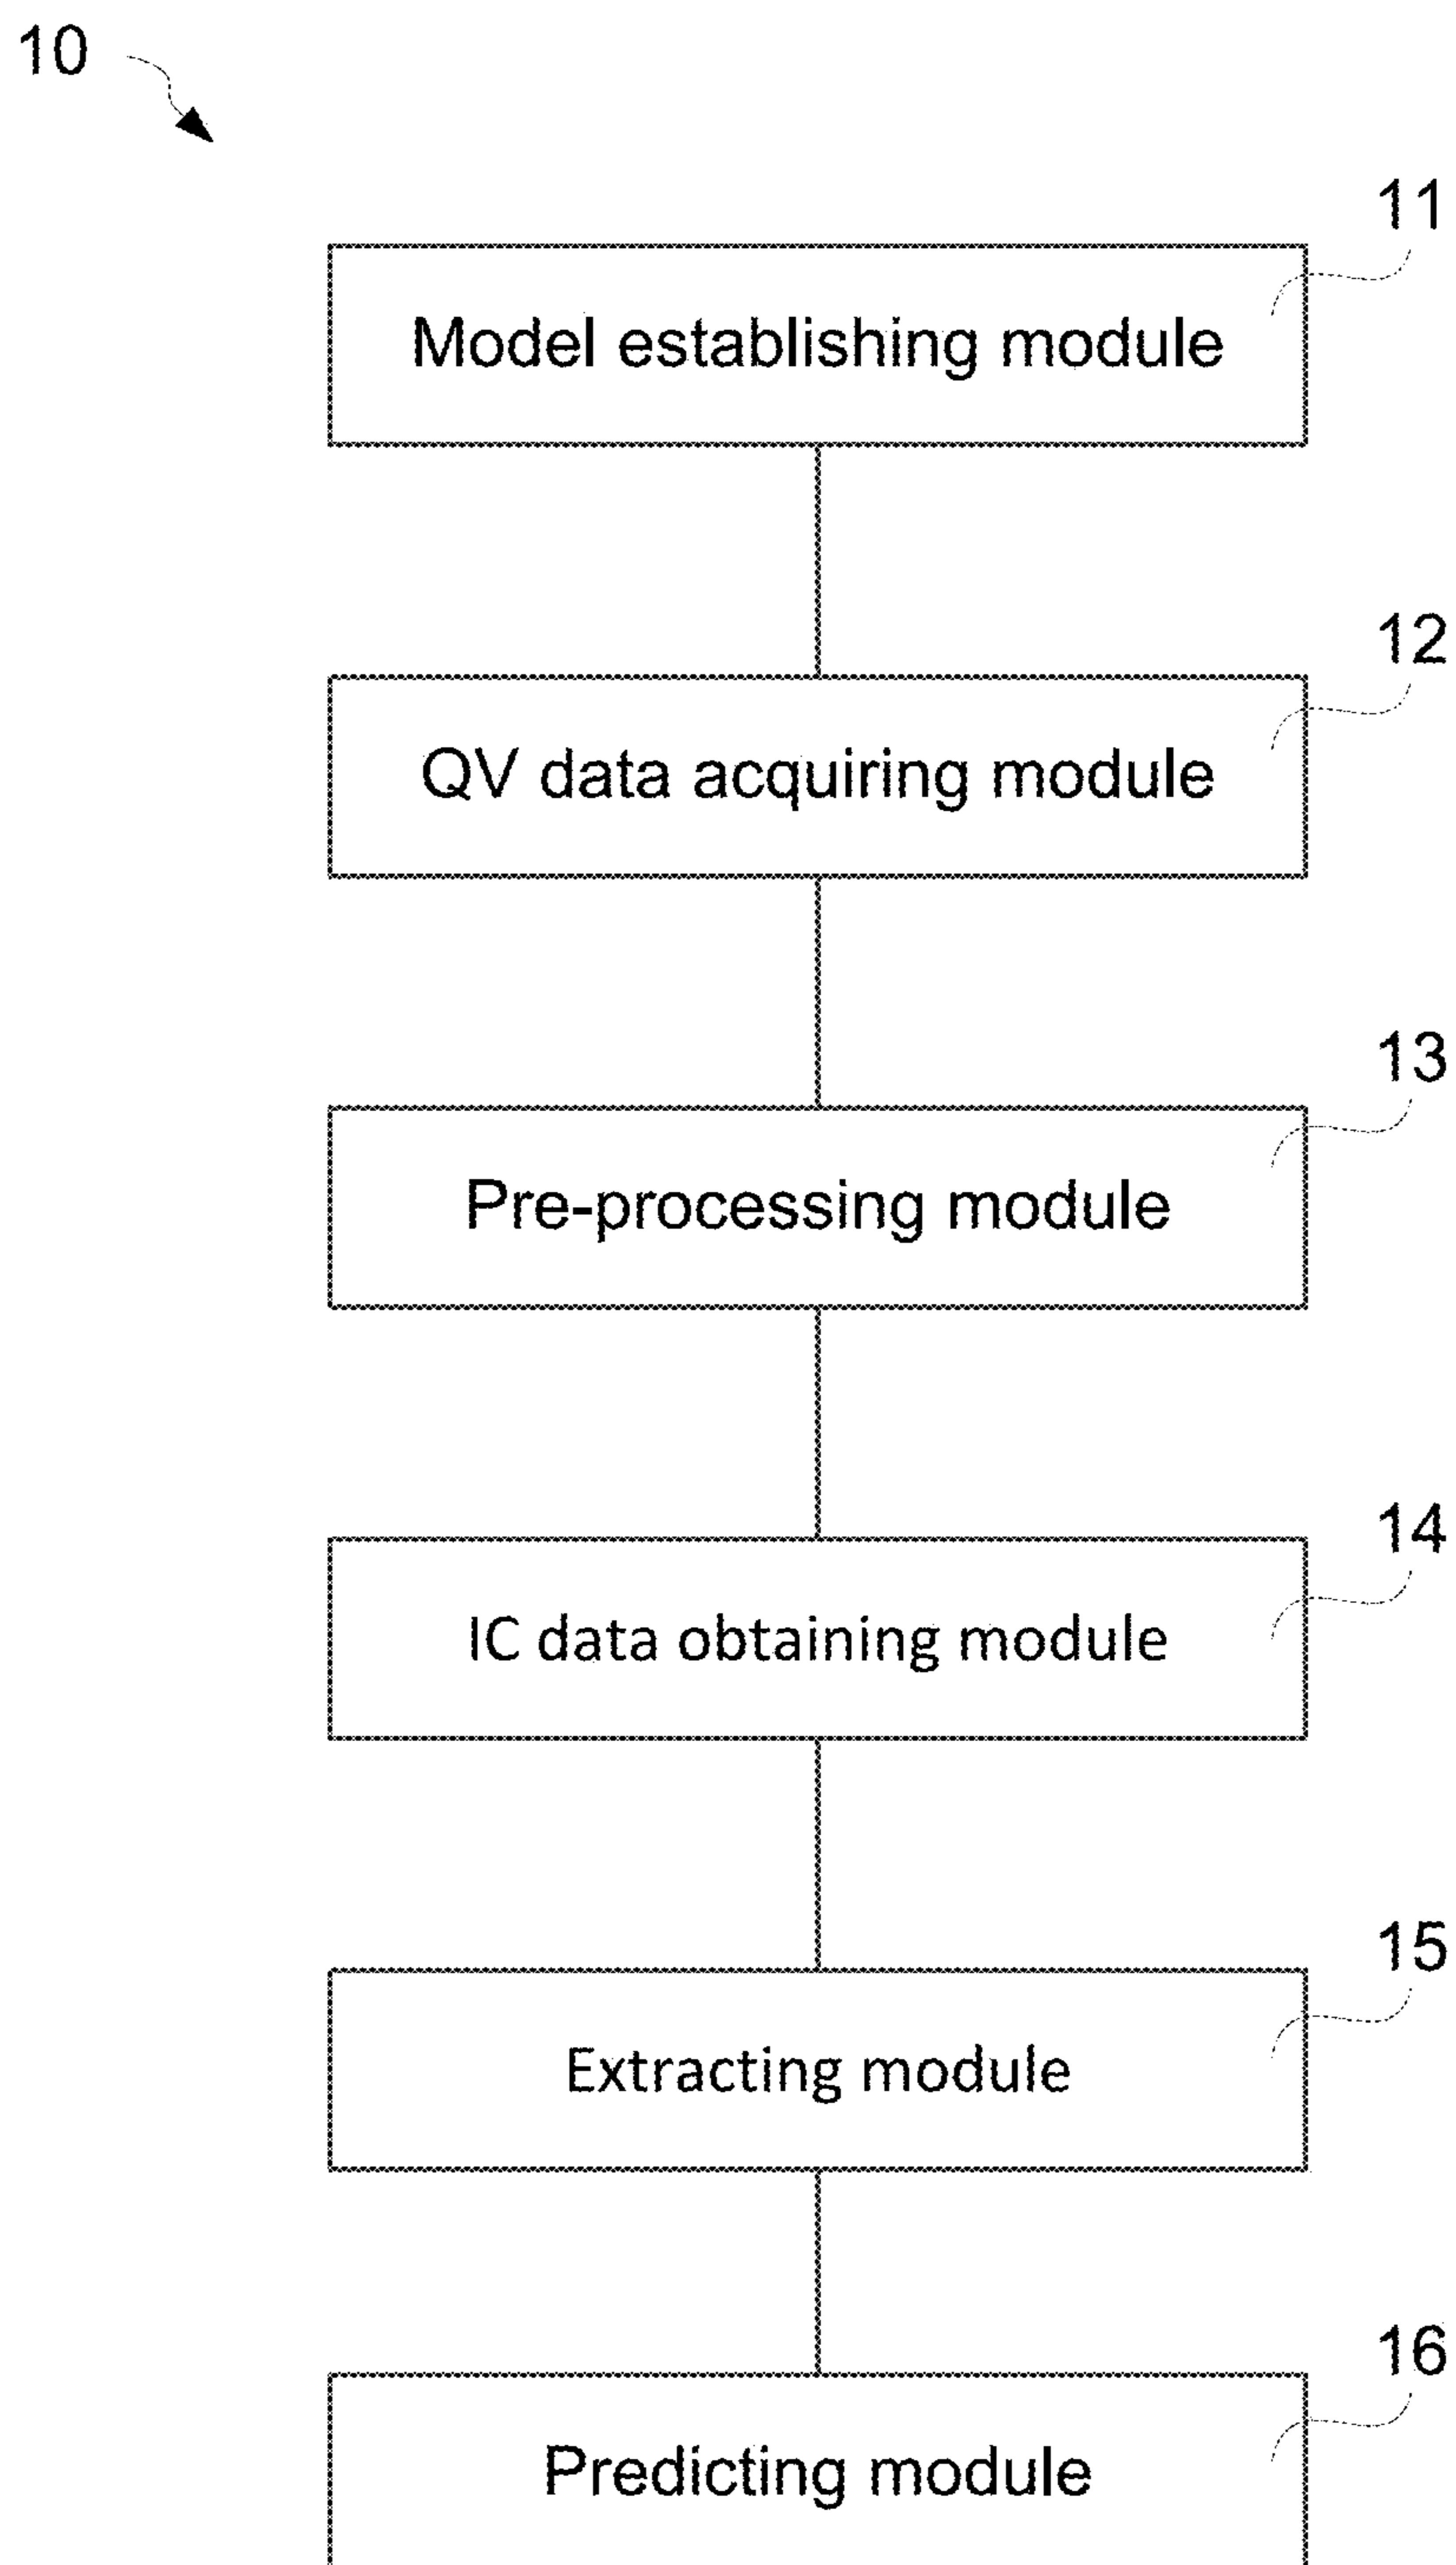 10
11
Model establishing module
12
QV data acquiring module
13
Pre-processing module
14
IC data obtaining module
15
Extracting module
16
Predicting module